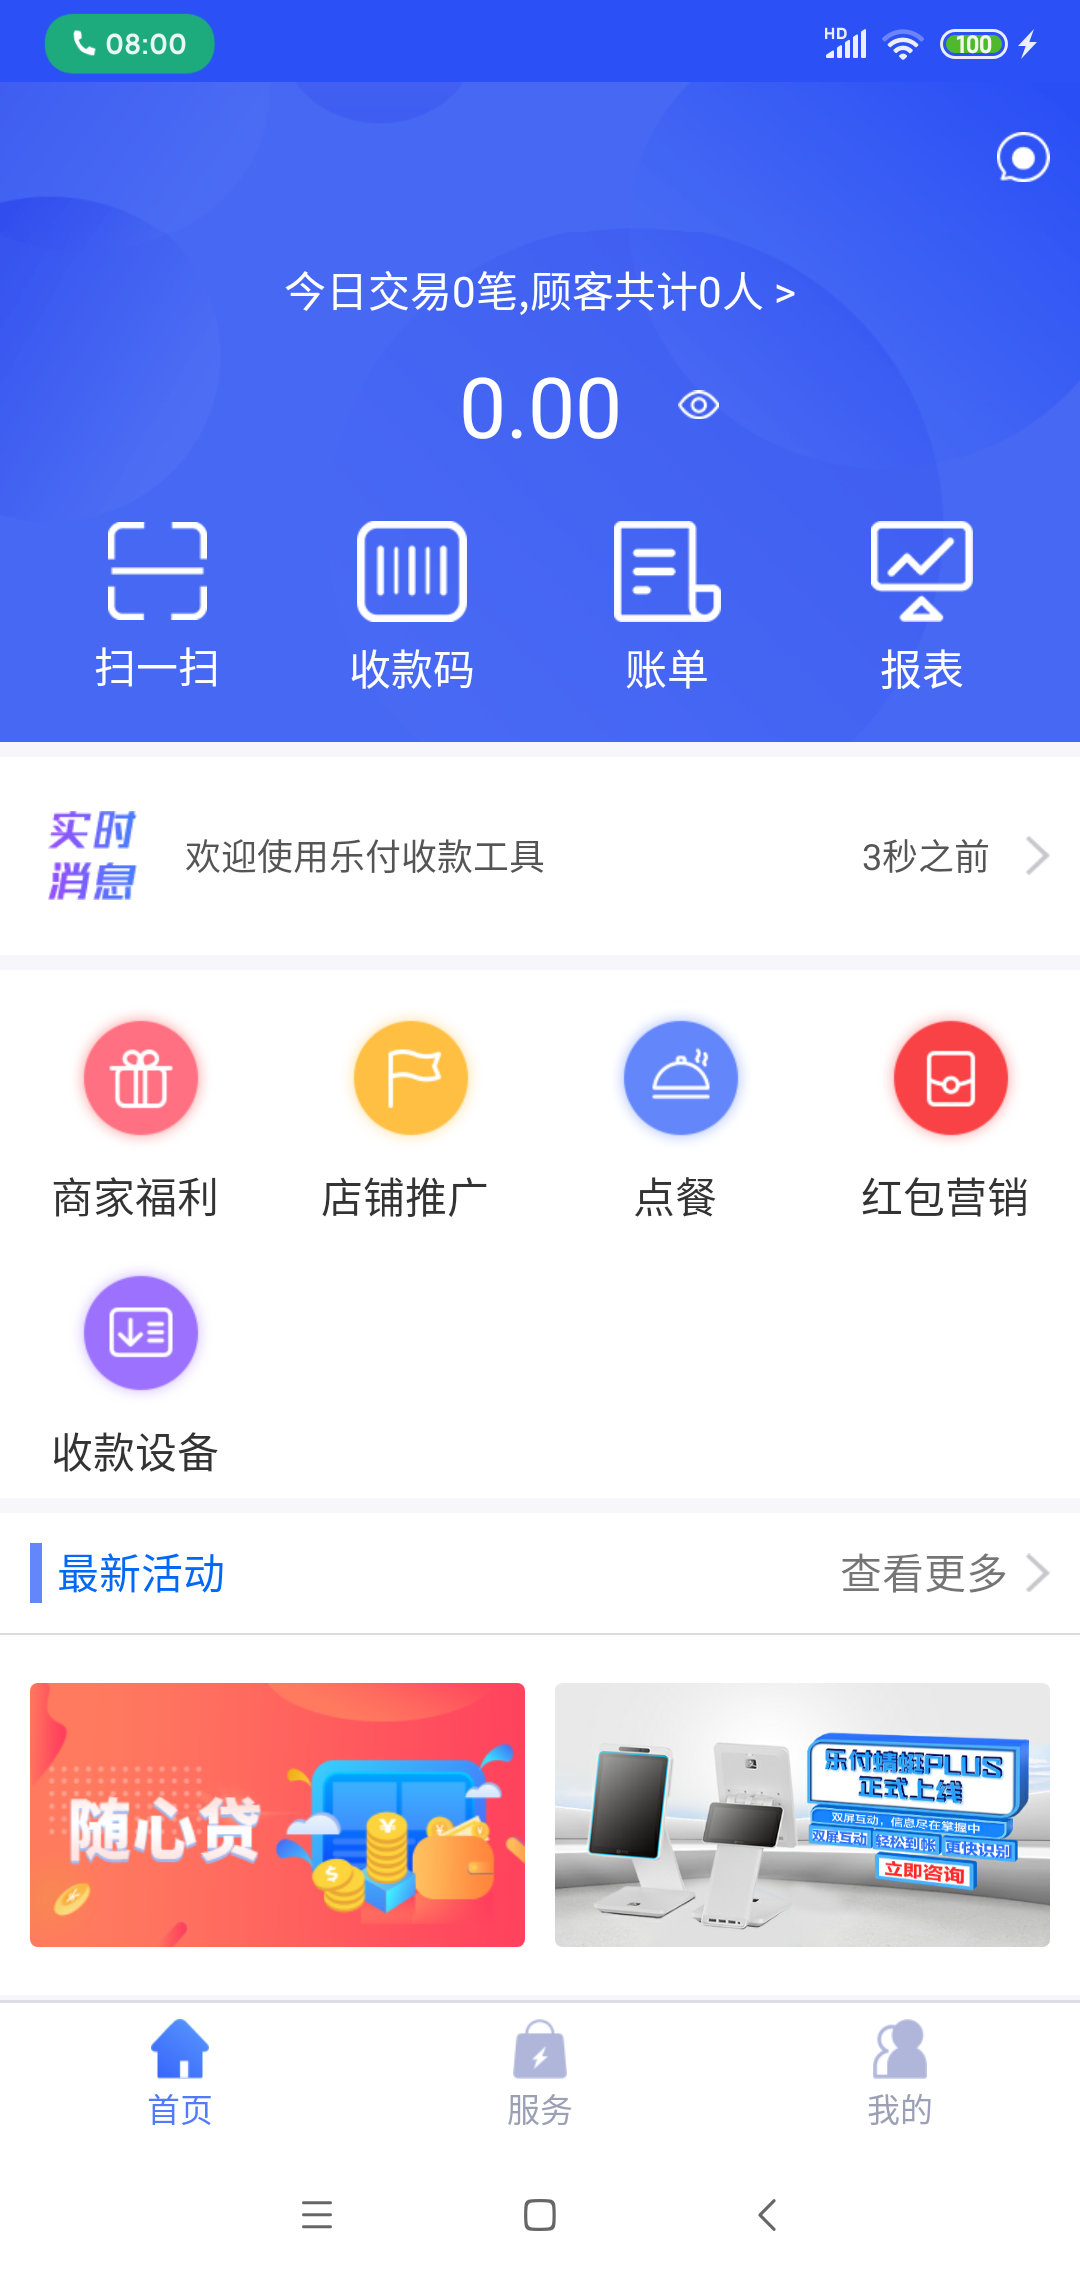 08:00
HD
100
今日交易0笔,顾客共计0人 >
0.00
扫一扫
收款码
账单
报表
实时
消息
欢迎使用乐付收款工具
3秒之前
商家福利
店铺推广
点餐
红包营销
收款设备
最新活动
查看更多
随心贷
乐付蜻蜓PLUS
正式上线
双屏互动，信息尽在掌握中
双屏互动 轻松到账 更快识别
立即咨询
首页
服务
我的